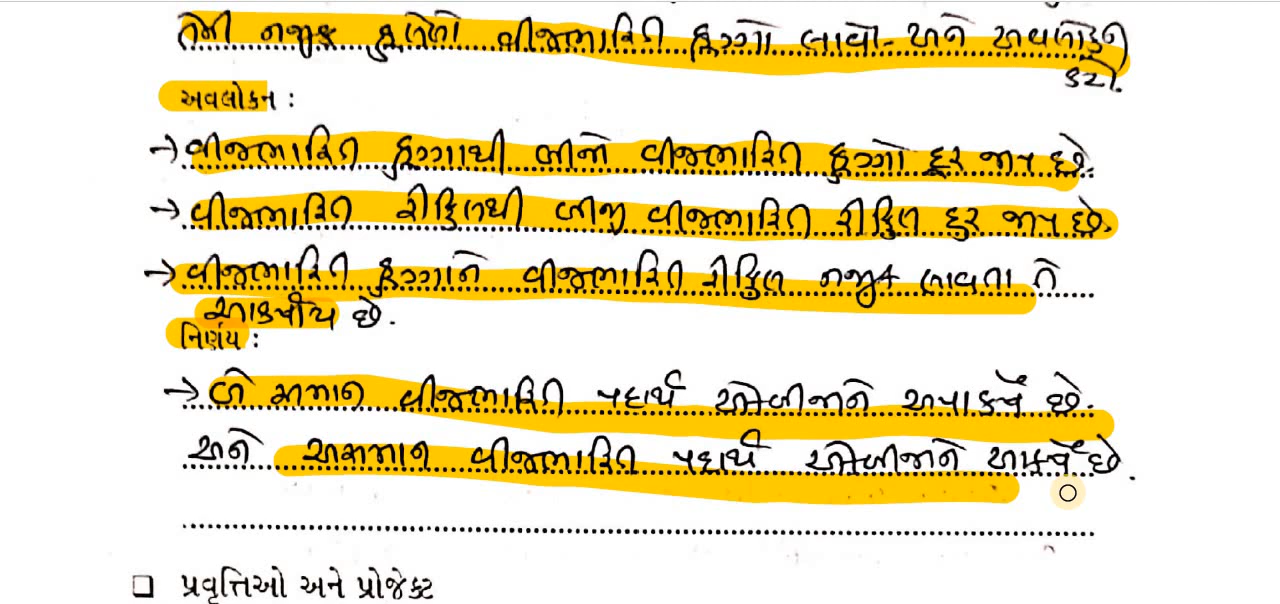 તેની નજીક ફુલેલો વીજભારિત ફુગ્ગો લાવો. અને અવલોકન
કરો.
અવલોકન :
→ વીજભારિત ફુગ્ગાથી બીજો વીજભારિત ફુગ્ગો દૂર જાય છે.
→ વીજભારિત રીફિલથી બીજી વીજભારિત રીફિલ દુર જાય છે.
→ વીજભારિત ફુગ્ગાને વીજભારિત રીફિલ નજીક લાવતા તે
આકર્ષાય છે.
નિર્ણય :
→ બે સમાન વીજભારિત પદાર્થ એકબીજાને અપાકર્ષે છે.
અને અસમાન વીજભારિત પદાર્થ એકબીજાને આકર્ષે છે.
□ પ્રવૃત્તિઓ અને પ્રોજેક્ટ